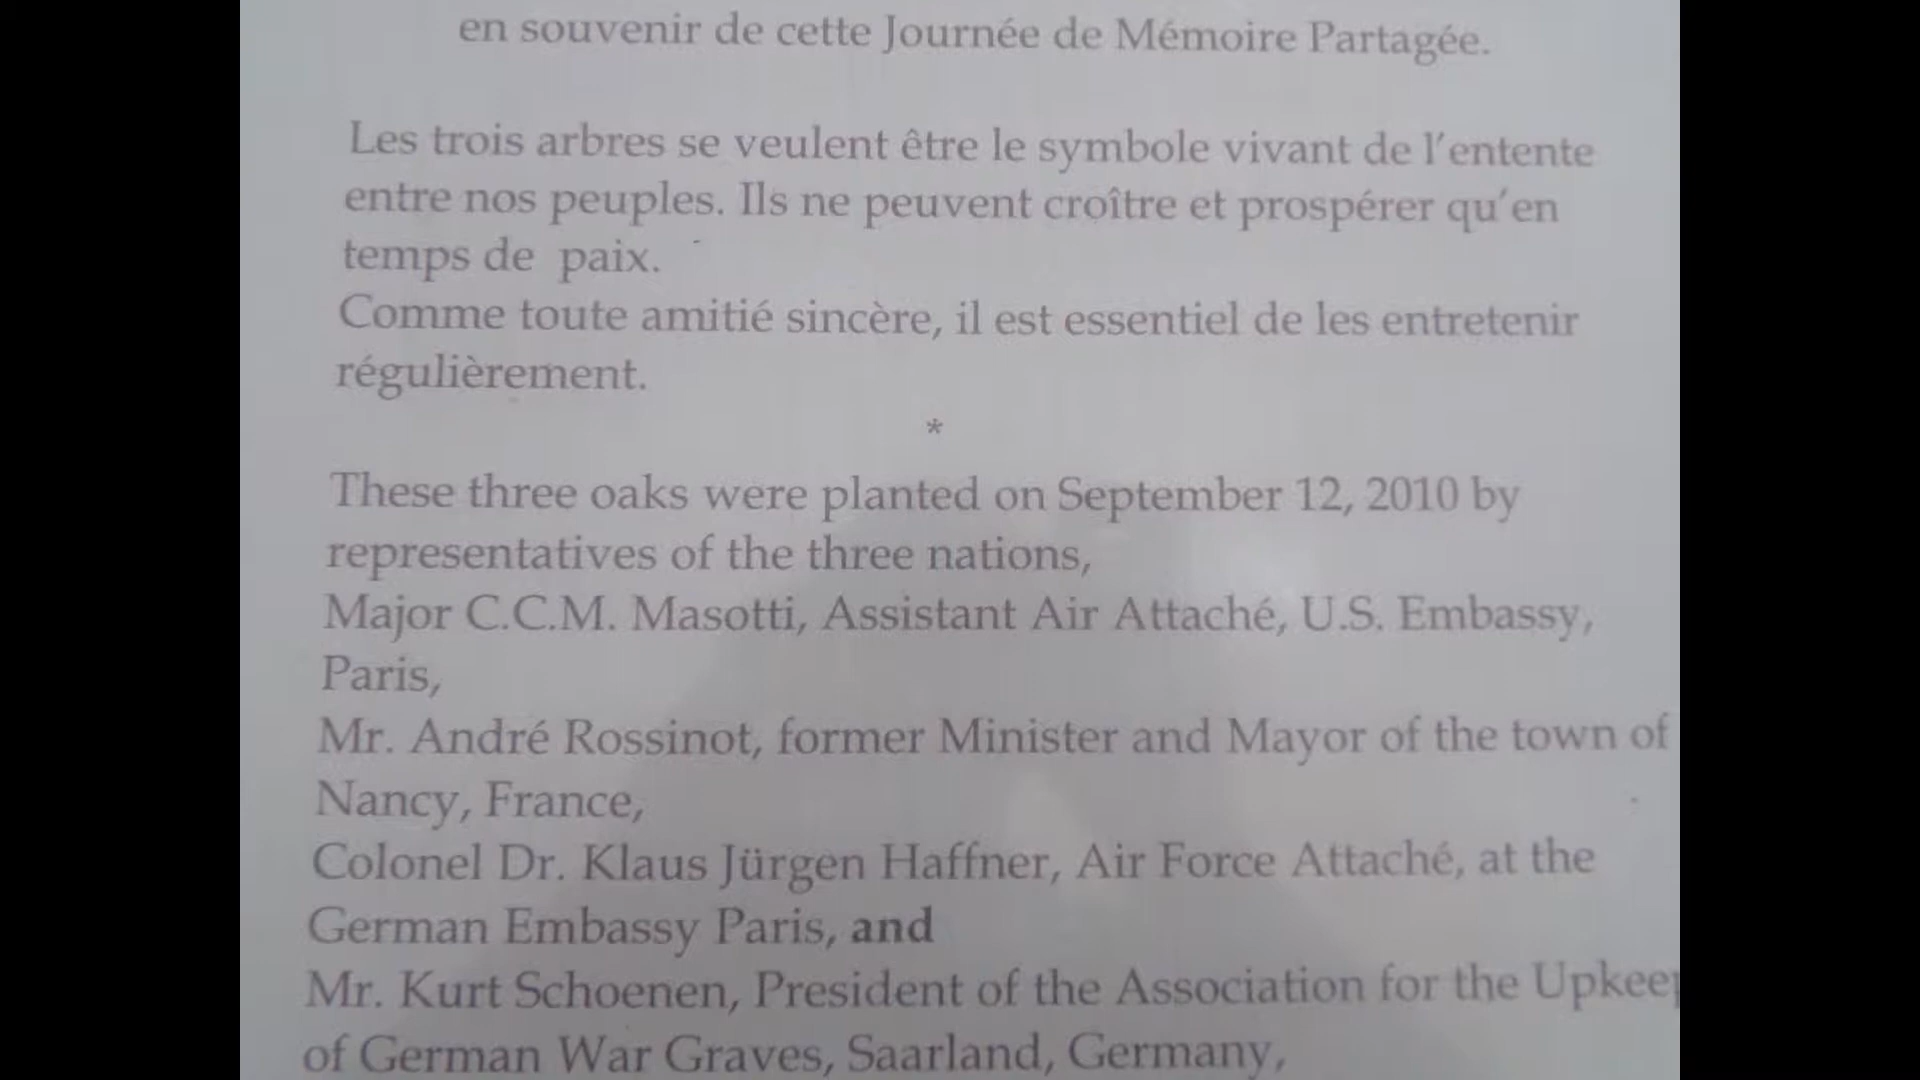 en souvenir de cette Journée de Mémoire Partagée.
Les trois arbres se veulent être le symbole vivant de l'entente
entre nos peuples. Ils ne peuvent croître et prospérer qu'en
temps de paix.
Comme toute amitié sincère, il est essentiel de les entretenir
régulièrement.
*
These three oaks were planted on September 12, 2010 by
representatives of the three nations,
Major C.C.M. Masotti, Assistant Air Attaché, U.S. Embassy,
Paris,
Mr. André Rossinot, former Minister and Mayor of the town of
Nancy, France,
Colonel Dr. Klaus Jürgen Haffner, Air Force Attaché, at the
German Embassy Paris, and
Mr. Kurt Schoenen, President of the Association for the Upkeep
of German War Graves, Saarland, Germany,